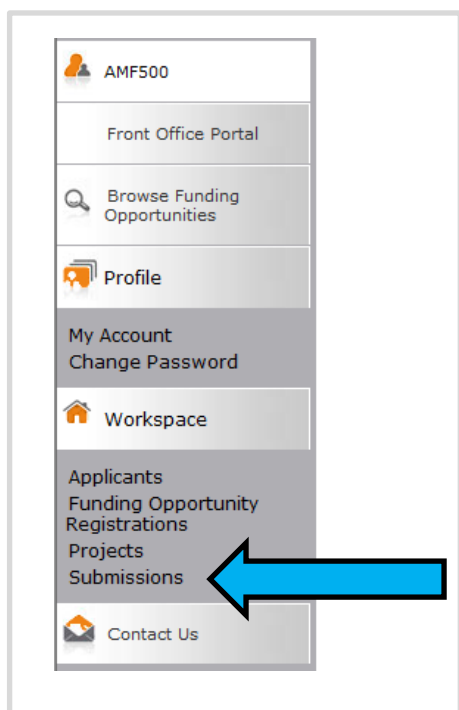 AMF500
Front Office Portal
Browse Funding
Opportunities
Profile
My Account
Change Password
Workspace
Applicants
Funding Opportunity
Registrations
Projects
Submissions
Contact Us